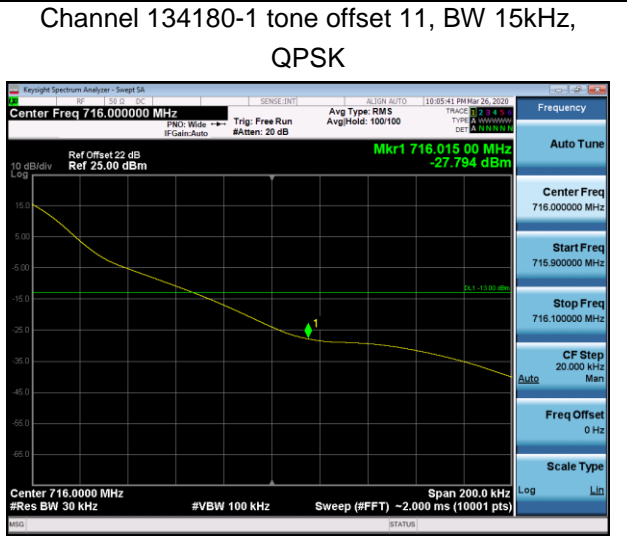 Channel 134180-1 tone offset 11, BW 15kHz,
QPSK
Keysight Spectrum Analyzer - Swept SA
RF 50 Ω DC SENSE:INT ALIGN AUTO 10:05:41 PM Mar 26, 2020
Center Freq 716.000000 MHz
PNO: Wide
IFGain:Auto
Trig: Free Run
#Atten: 20 dB
Avg Type: RMS
Avg|Hold: 100/100
TRACE 1 2 3 4 5 6
TYPE A WWWWW
DET A NNNNN
Ref Offset 22 dB
Ref 25.00 dBm
10 dB/div
Log
Mkr1 716.015 00 MHz
-27.794 dBm
15.0
5.00
-5.00
-15.0
-25.0
-35.0
-45.0
-55.0
-65.0
DL1 -13.00 dBm
1
Center 716.0000 MHz
#Res BW 30 kHz
#VBW 100 kHz
Span 200.0 kHz
Sweep (#FFT) ~2.000 ms (10001 pts)
MSG
STATUS
Frequency
Auto Tune
Center Freq
716.000000 MHz
Start Freq
715.900000 MHz
Stop Freq
716.100000 MHz
CF Step
20.000 kHz
Auto Man
Freq Offset
0 Hz
Scale Type
Log Lin